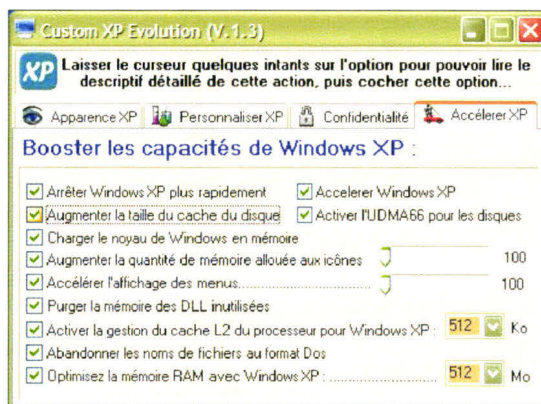 Custom XP Evolution (V.1.3)
XP Laisser le curseur quelques intants sur l'option pour pouvoir lire le
descriptif détaillé de cette action, puis cocher cette option...
Apparence XP Personnaliser XP Confidentialité Accélerer XP
Booster les capacités de Windows XP :
Arrêter Windows XP plus rapidement Accelerer Windows XP
Augmenter la taille du cache du disque Activer l'UDMA66 pour les disques
Charger le noyau de Windows en mémoire
Augmenter la quantité de mémoire allouée aux icônes 100
Accélérer l'affichage des menus 100
Purger la mémoire des DLL inutilisées
Activer la gestion du cache L2 du processeur pour Windows XP : 512 Ko
Abandonner les noms de fichiers au format Dos
Optimisez la mémoire RAM avec Windows XP : 512 Mo